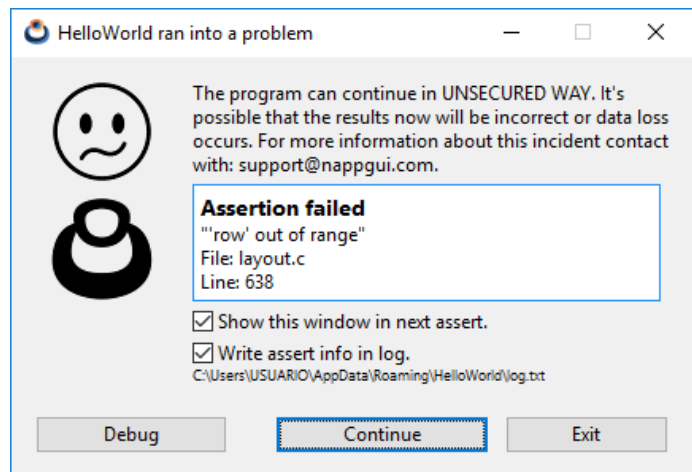 HelloWorld ran into a problem
The program can continue in UNSECURED WAY. It's
possible that the results now will be incorrect or data loss
occurs. For more information about this incident contact
with: support@nappgui.com.
Assertion failed
"'row' out of range"
File: layout.c
Line: 638
Show this window in next assert.
Write assert info in log.
C:\Users\USUARIO\AppData\Roaming\HelloWorld\log.txt
Debug
Continue
Exit